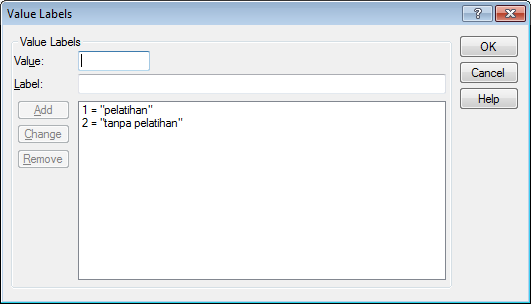 Value Labels
?
Value Labels
Value:
Label:
OK
Cancel
Help
Add
Change
Remove
1 = "pelatihan"
2 = "tanpa pelatihan"